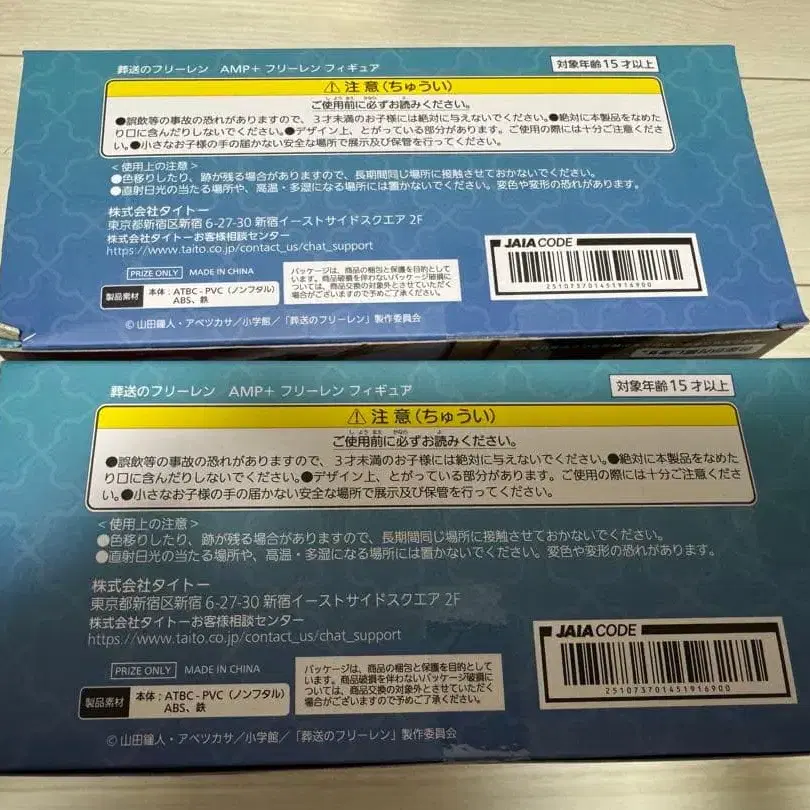 葬送のフリーレン AMP+ フリーレン フィギュア
対象年齢15才以上
⚠注意(ちゅうい)
ご使用前に必ずお読みください。
●誤飲等の事故の恐れがありますので、3才未満のお子様には絶対に与えないでください。●絶対に本製品をなめた
り口に含んだりしないでください。●デザイン上、とがっている部分があります。ご使用の際には十分ご注意くださ
い。●小さなお子様の手の届かない安全な場所で展示及び保管を行ってください。
<使用上の注意>
●色移りしたり、跡が残る場合がありますので、長期間同じ場所に接触させておかないでください。
●直射日光の当たる場所や、高温・多湿になる場所には置かないでください。変色や変形の恐れがあります。
株式会社タイトー
東京都新宿区新宿 6-27-30 新宿イーストサイドスクエア 2F
株式会社タイトーお客様相談センター
https://www.taito.co.jp/contact_us/chat_support
JAIA CODE
251073701451916900
PRIZE ONLY MADE IN CHINA
製品素材
本体:ATBC-PVC(ノンフタル)
ABS、鉄
パッケージは、商品の梱包と保護を目的として
います。商品破損を伴わないパッケージ破損に
ついては、商品交換の対象外とさせていただく
場合がございますので予めご了承ください。
© 山田鐘人・アベツカサ/小学館/「葬送のフリーレン」製作委員会
葬送のフリーレン AMP+ フリーレン フィギュア
対象年齢15才以上
⚠注意(ちゅうい)
しようまえ かなら よ
ご使用前に必ずお読みください。
●誤飲等の事故の恐れがありますので、3才未満のお子様には絶対に与えないでください。●絶対に本製品をなめた
り口に含んだりしないでください。●デザイン上、とがっている部分があります。ご使用の際には十分ご注意くださ
い。●小さなお子様の手の届かない安全な場所で展示及び保管を行ってください。
<使用上の注意>
●色移りしたり、跡が残る場合がありますので、長期間同じ場所に接触させておかないでください。
●直射日光の当たる場所や、高温・多湿になる場所には置かないでください。変色や変形の恐れがあります。
株式会社タイトー
東京都新宿区新宿 6-27-30 新宿イーストサイドスクエア 2F
株式会社タイトーお客様相談センター
https://www.taito.co.jp/contact_us/chat_support
JAIA CODE
251073701451916900
PRIZE ONLY MADE IN CHINA
製品素材
本体:ATBC-PVC(ノンフタル)
ABS、鉄
パッケージは、商品の梱包と保護を目的として
います。商品破損を伴わないパッケージ破損に
ついては、商品交換の対象外とさせていただく
場合がございますので予めご了承ください。
© 山田鐘人・アベツカサ/小学館/「葬送のフリーレン」製作委員会